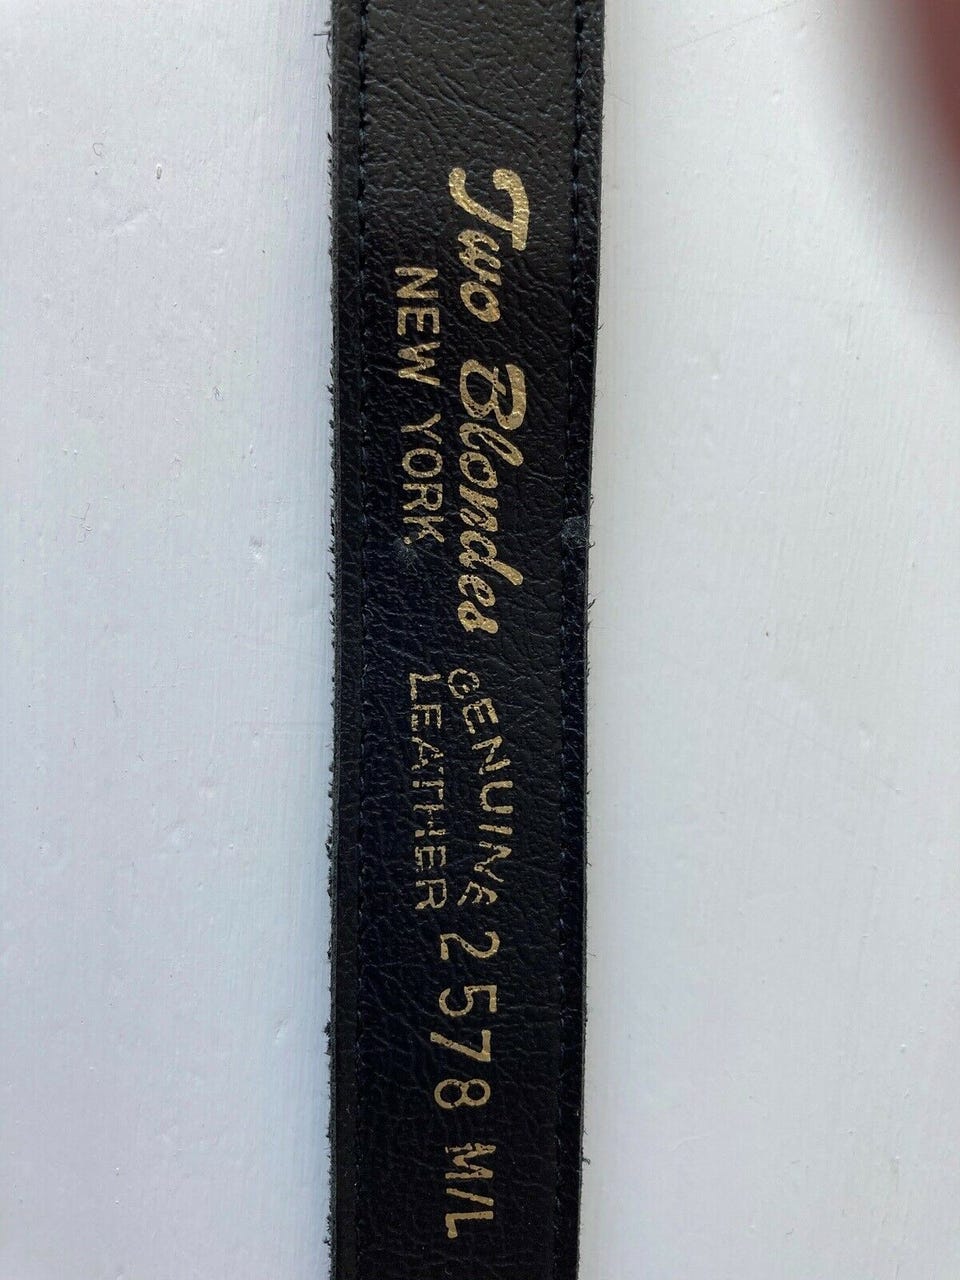 Two Blondes
NEW YORK
GENUINE
LEATHER
2578 M/L